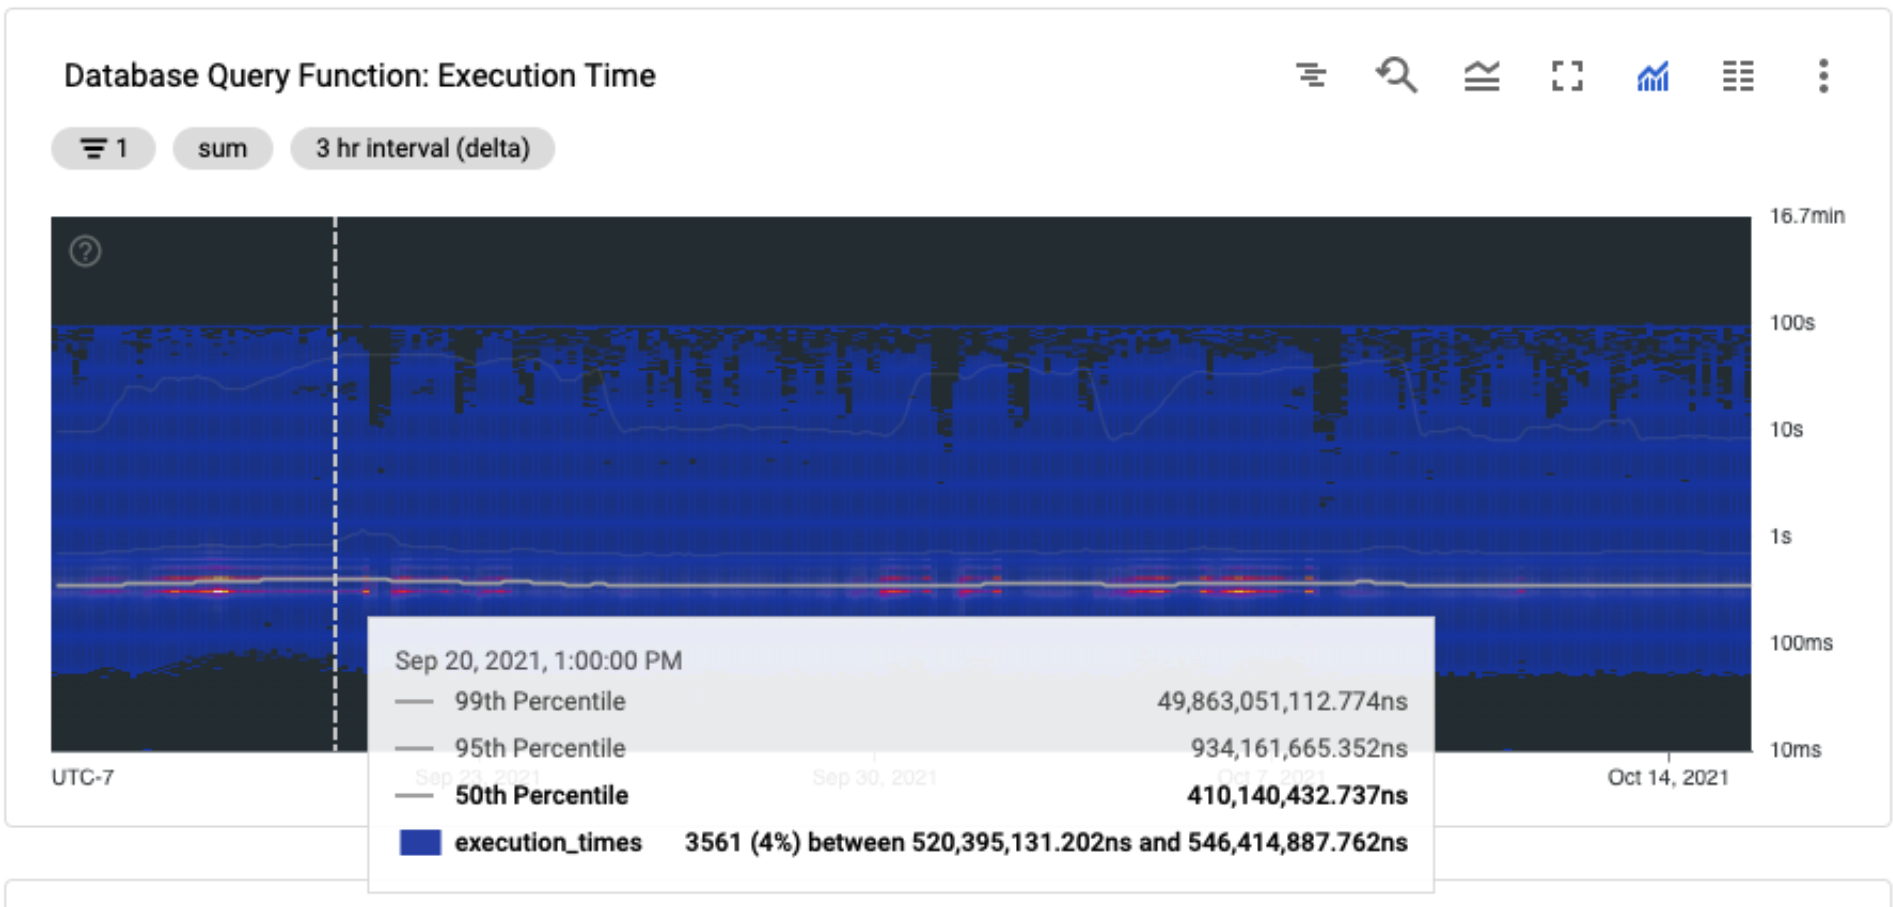 Database Query Function: Execution Time
1 sum 3 hr interval (delta)
?
16.7min
100s
10s
1s
100ms
10ms
UTC-7 Sep 23, 2021 Sep 30, 2021 Oct 7, 2021 Oct 14, 2021
Sep 20, 2021, 1:00:00 PM
99th Percentile 49,863,051,112.774ns
95th Percentile 934,161,665.352ns
50th Percentile 410,140,432.737ns
execution_times 3561 (4%) between 520,395,131.202ns and 546,414,887.762ns